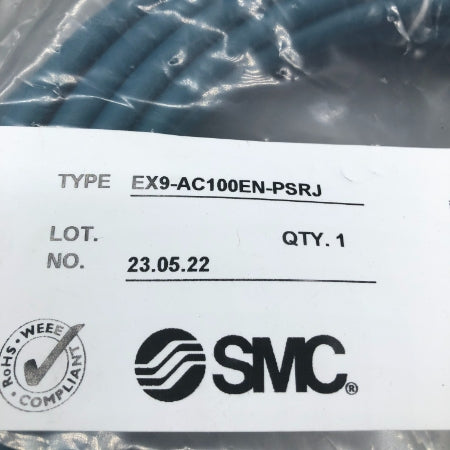 TYPE EX9-AC100EN-PSRJ
LOT. QTY. 1
NO. 23.05.22
RoHS · WEEE
· COMPLIANT
SMC®